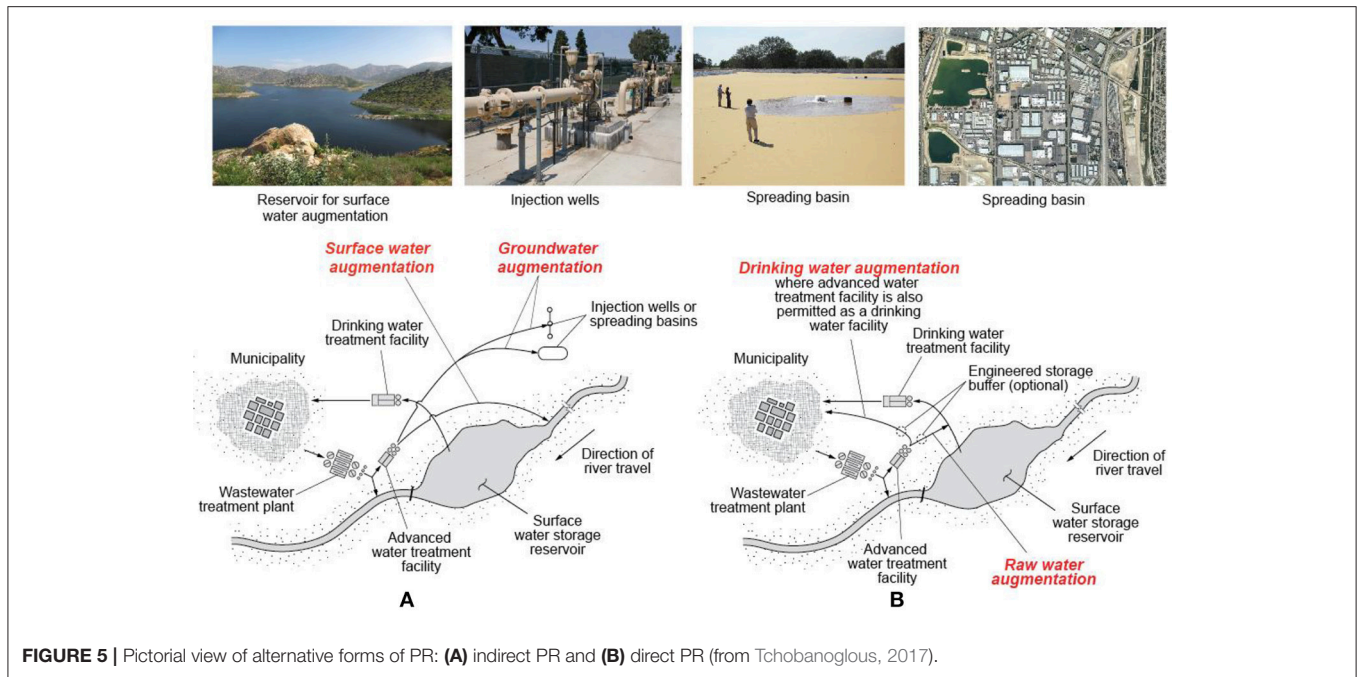 Reservoir for surface
water augmentation
Injection wells
Spreading basin
Spreading basin
Surface water
augmentation
Groundwater
augmentation
Injection wells or
spreading basins
Drinking water
treatment facility
Municipality
Direction of
river travel
Wastewater
treatment plant
Surface
water storage
reservoir
Advanced
water treatment
facility
A
Drinking water augmentation
where advanced water
treatment facility is also
permitted as a drinking
water facility
Drinking water
treatment facility
Municipality
Engineered storage
buffer (optional)
Direction of
river travel
Wastewater
treatment plant
Surface
water storage
reservoir
Advanced
water treatment
facility
Raw water
augmentation
B
FIGURE 5 | Pictorial view of alternative forms of PR: (A) indirect PR and (B) direct PR (from Tchobanoglous, 2017).